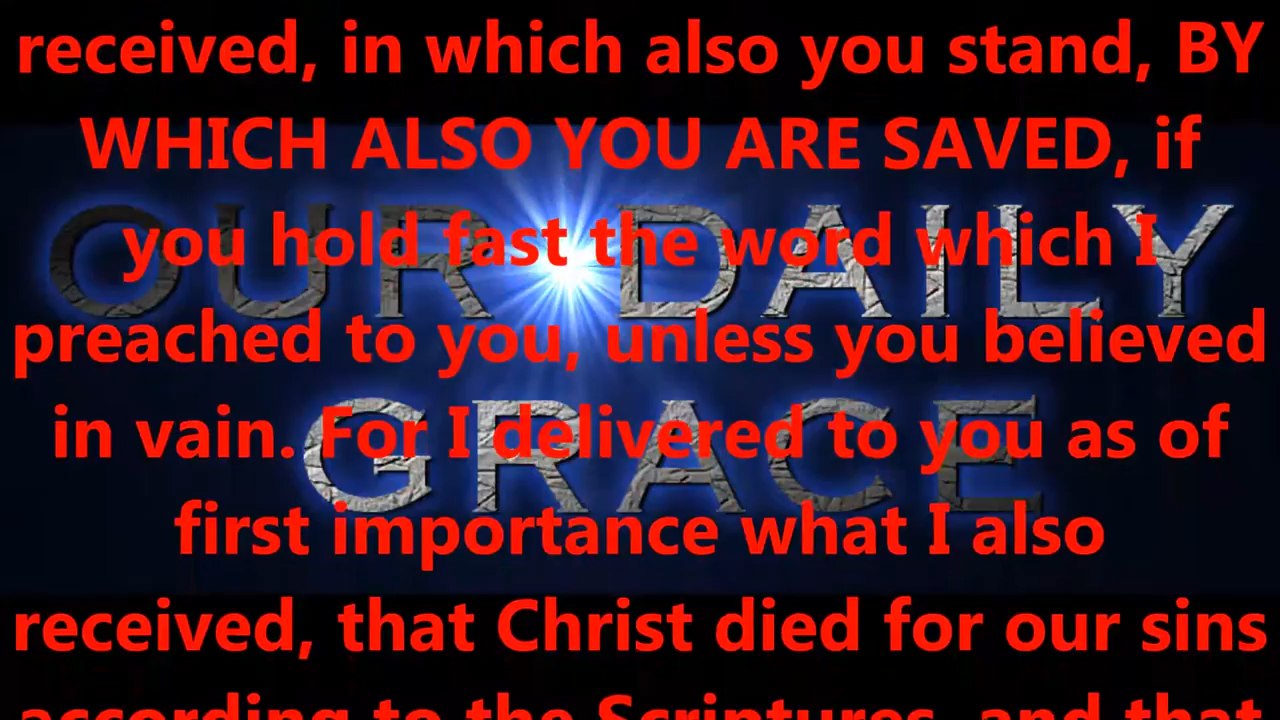 received, in which also you stand, BY
WHICH ALSO YOU ARE SAVED, if
OUR DAILY
you hold fast the word which I
preached to you, unless you believed
GRACE
in vain. For I delivered to you as of
first importance what I also
received, that Christ died for our sins
according to the Scriptures, and that